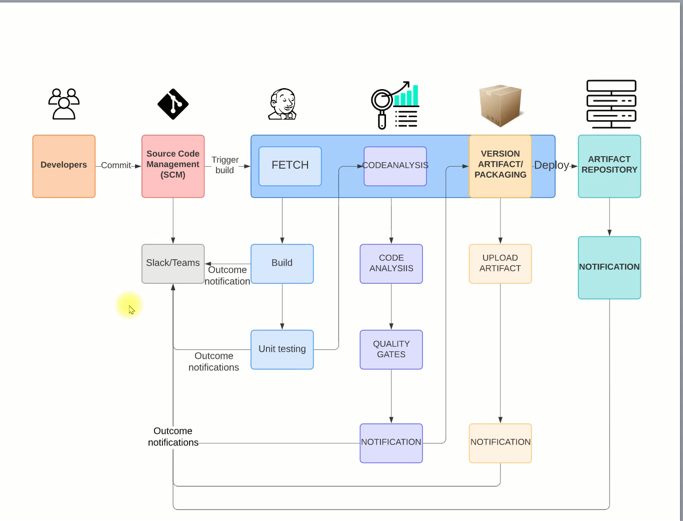 Developers
Commit
Source Code
Management
(SCM)
Trigger
build
FETCH
CODEANALYSIS
VERSION
ARTIFACT/
PACKAGING
Deploy
ARTIFACT
REPOSITORY
Slack/Teams
Outcome
notification
Build
CODE
ANALYSIIS
UPLOAD
ARTIFACT
NOTIFICATION
Outcome
notifications
Unit testing
QUALITY
GATES
Outcome
notifications
NOTIFICATION
NOTIFICATION